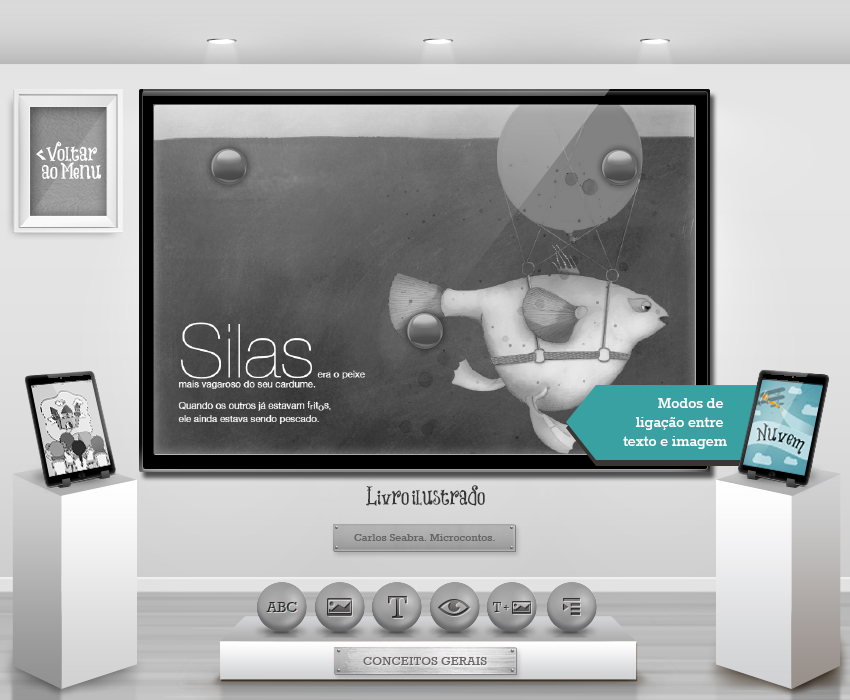 <Voltar
ao Menu
Silas era o peixe
mais vagaroso do seu cardume.
Quando os outros já estavam fritos,
ele ainda estava sendo pescado.
Modos de
ligação entre
texto e imagem
Nuvem
Livro ilustrado
Carlos Seabra. Microcontos.
ABC
T
T+
CONCEITOS GERAIS